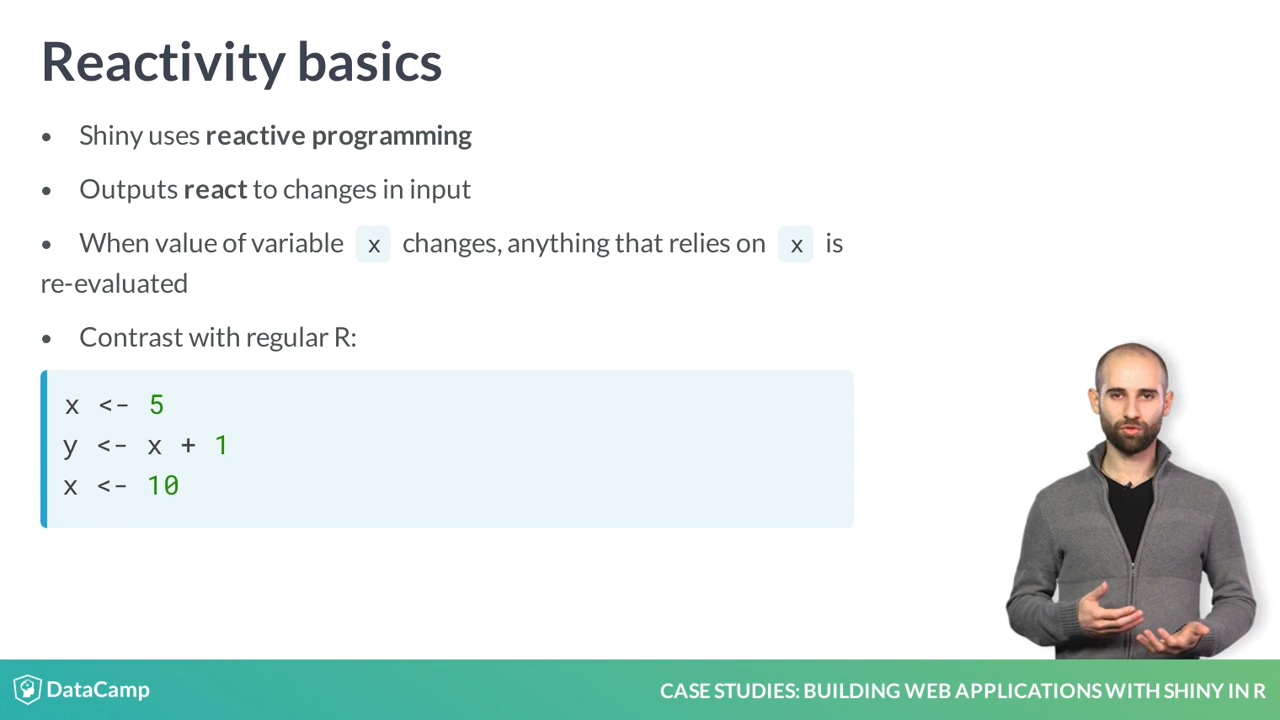 Reactivity basics
• Shiny uses reactive programming
• Outputs react to changes in input
• When value of variable x changes, anything that relies on x is
re-evaluated
• Contrast with regular R:
x <- 5
y <- x + 1
x <- 10
DataCamp
CASE STUDIES: BUILDING WEB APPLICATIONS WITH SHINY IN R